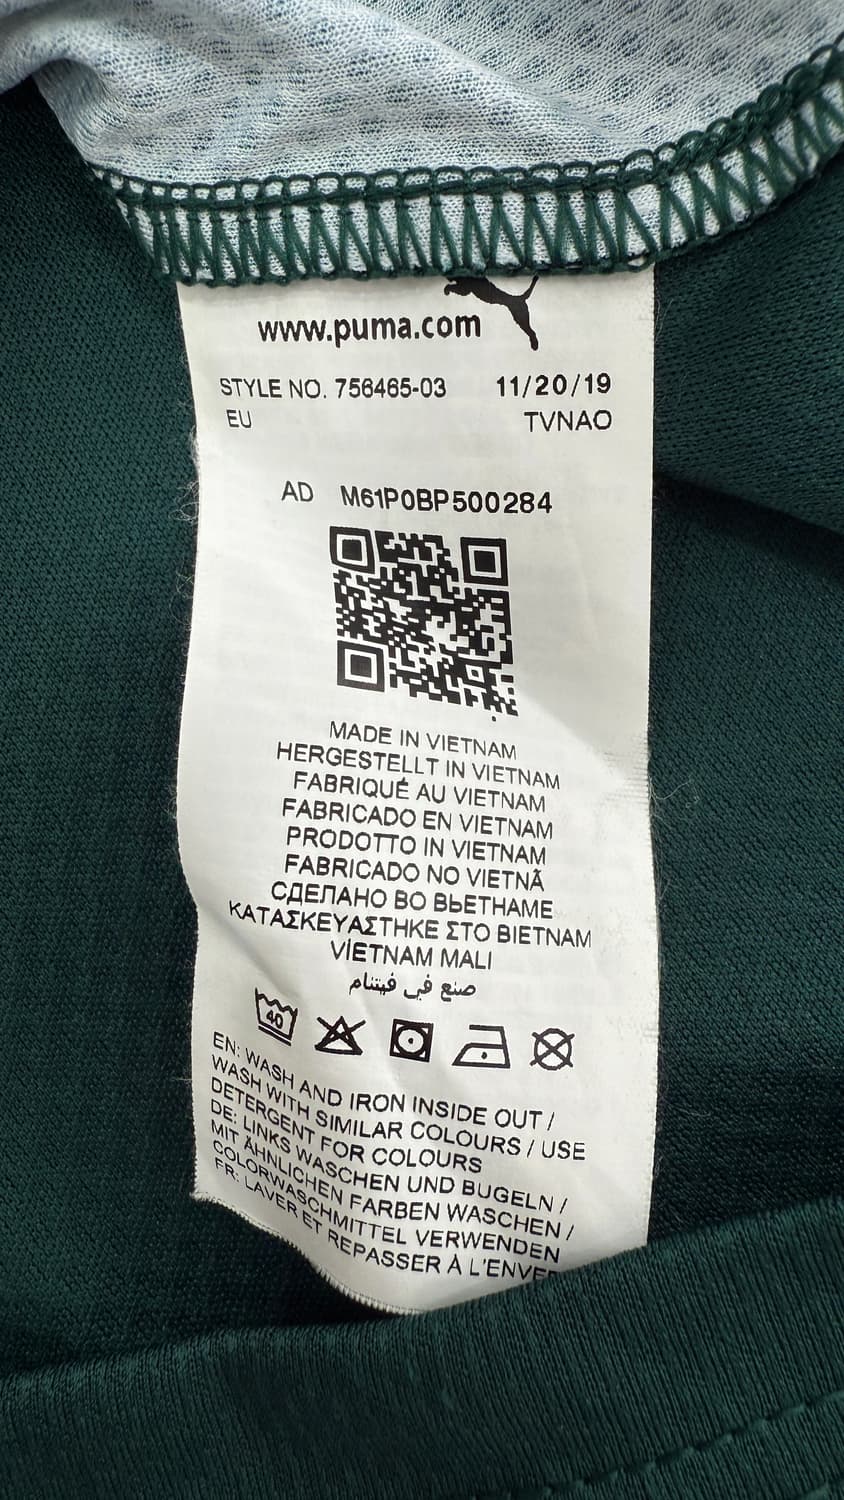 www.puma.com
STYLE NO. 756465-03 11/20/19
EU TVNAO
AD M61P0BP500284
MADE IN VIETNAM
HERGESTELLT IN VIETNAM
FABRIQUÉ AU VIETNAM
FABRICADO EN VIETNAM
PRODOTTO IN VIETNAM
FABRICADO NO VIETNÃ
СДЕЛАНО ВО ВЬЕТНАМЕ
ΚΑΤΑΣΚΕΥΑΣΤΗΚΕ ΣΤΟ ΒΙΕΤΝΑΜ
VİETNAM MALI
صنع في فيتنام
40
EN: WASH AND IRON INSIDE OUT /
WASH WITH SIMILAR COLOURS / USE
DETERGENT FOR COLOURS
DE: LINKS WASCHEN UND BUGELN /
MIT ÄHNLICHEN FARBEN WASCHEN /
COLORWASCHMITTEL VERWENDEN
FR: LAVER ET REPASSER À